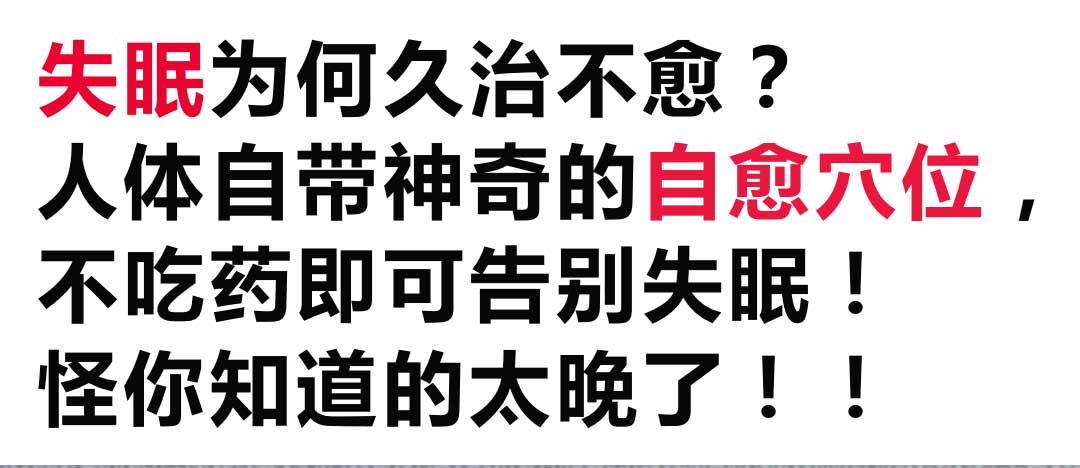 失眠为何久治不愈？
人体自带神奇的自愈穴位，
不吃药即可告别失眠！
怪你知道的太晚了！！